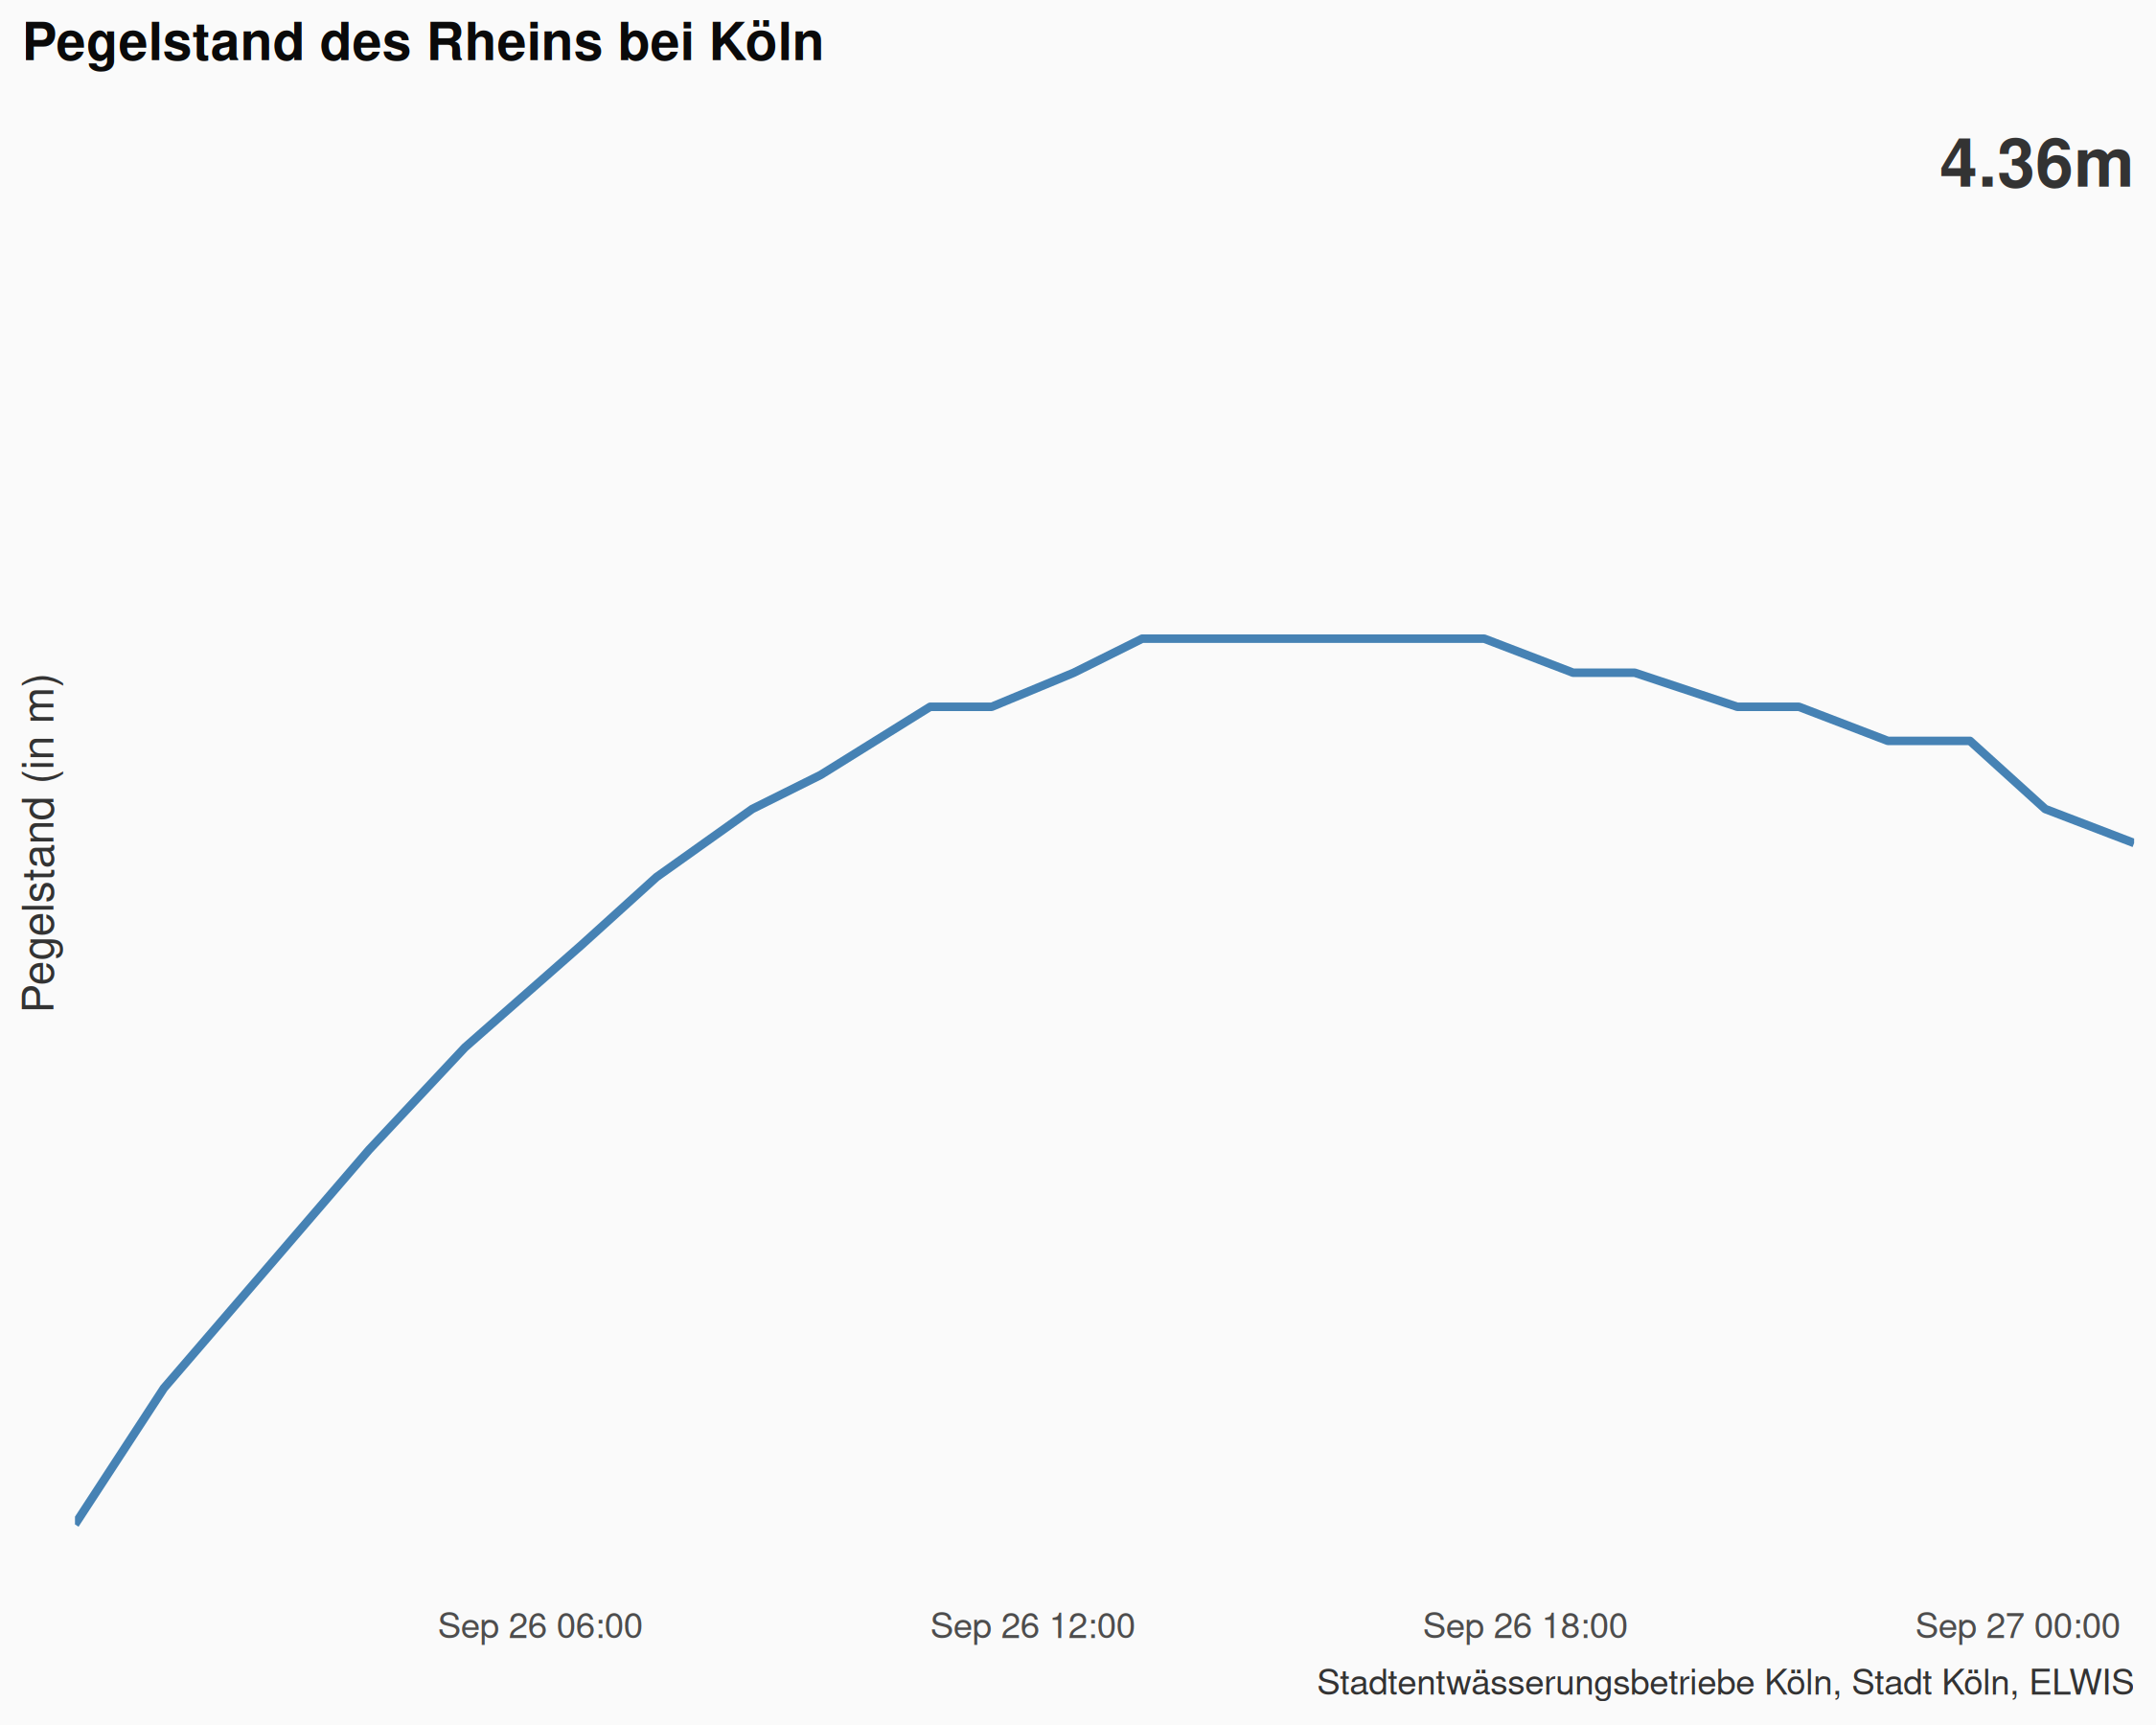 Pegelstand des Rheins bei Köln
4.36m
Pegelstand (in m)
Sep 26 06:00
Sep 26 12:00
Sep 26 18:00
Sep 27 00:00
Stadtentwässerungsbetriebe Köln, Stadt Köln, ELWIS